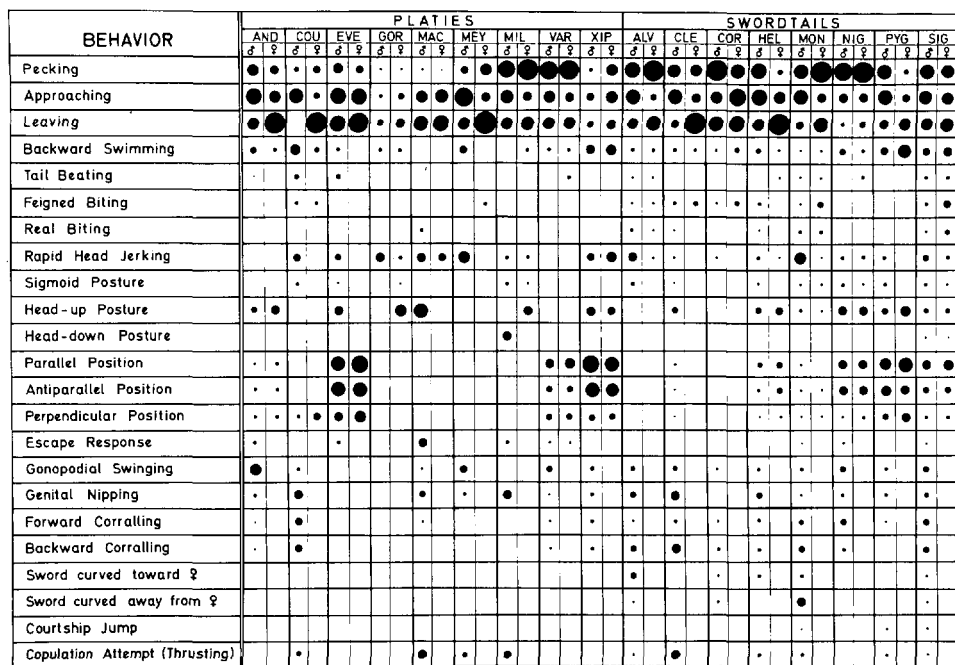 PLATIES SWORDTAILS
BEHAVIOR AND COU EVE GOR MAC MEY MIL VAR XIP ALV CLE COR HEL MON NIG PYG SIG
♂ ♀ ♂ ♀ ♂ ♀ ♂ ♀ ♂ ♀ ♂ ♀ ♂ ♀ ♂ ♀ ♂ ♀ ♂ ♀ ♂ ♀ ♂ ♀ ♂ ♀ ♂ ♀ ♂ ♀ ♂ ♀ ♂ ♀
Pecking
Approaching
Leaving
Backward Swimming
Tail Beating
Feigned Biting
Real Biting
Rapid Head Jerking
Sigmoid Posture
Head-up Posture
Head-down Posture
Parallel Position
Antiparallel Position
Perpendicular Position
Escape Response
Gonopodial Swinging
Genital Nipping
Forward Corralling
Backward Corralling
Sword curved toward ♀
Sword curved away from ♀
Courtship Jump
Copulation Attempt (Thrusting)